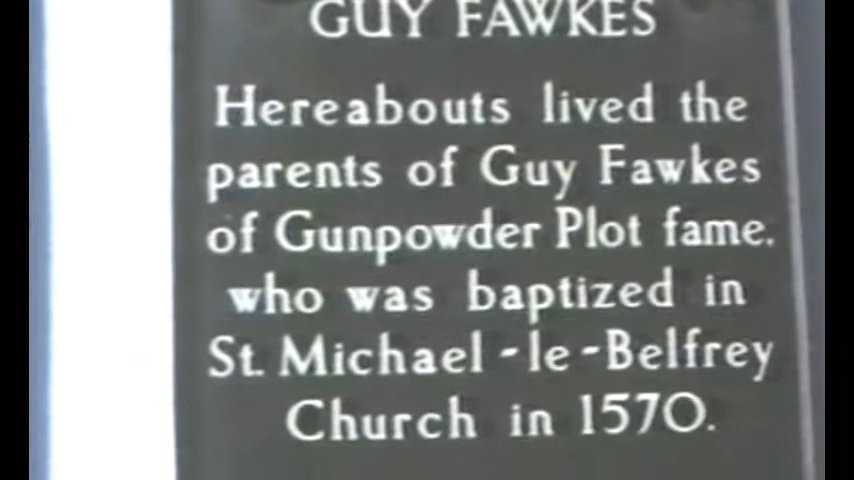 GUY FAWKES
Hereabouts lived the
parents of Guy Fawkes
of Gunpowder Plot fame.
who was baptized in
St. Michael-le-Belfrey
Church in 1570.